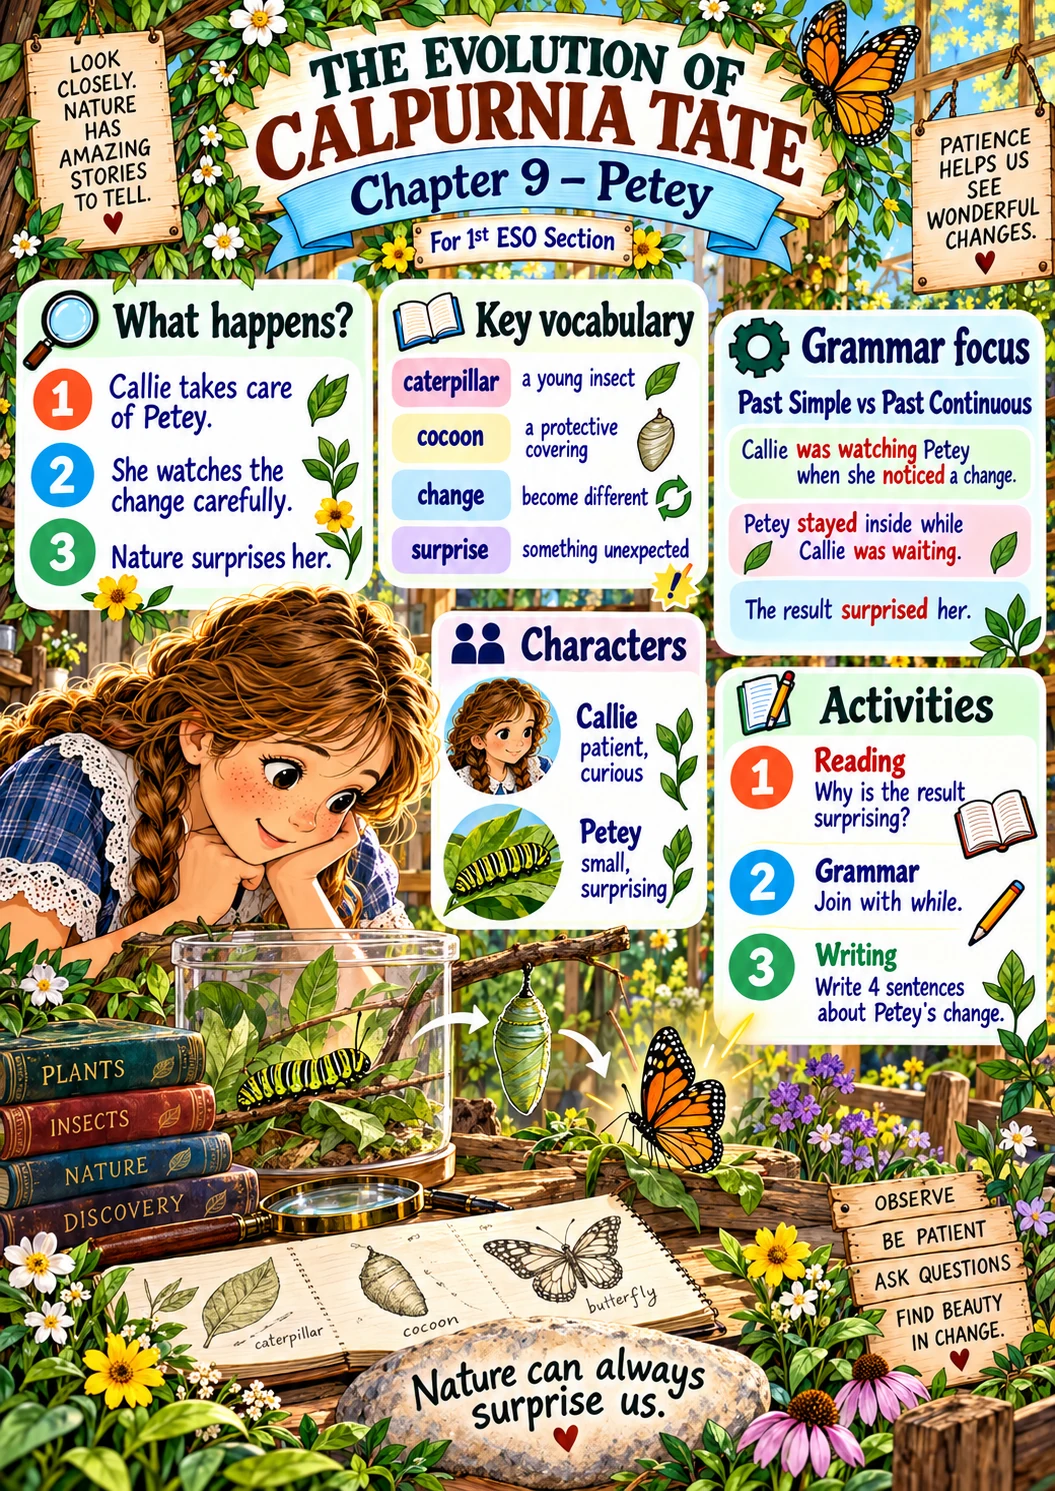 LOOK
CLOSELY.
NATURE
HAS
AMAZING
STORIES
TO TELL.
THE EVOLUTION OF
CALPURNIA TATE
Chapter 9 – Petey
For 1st ESO Section
PATIENCE
HELPS US
SEE
WONDERFUL
CHANGES.
What happens?
1 Callie takes care
of Petey.
2 She watches the
change carefully.
3 Nature surprises her.
Key vocabulary
caterpillar a young insect
cocoon a protective
covering
change become different
surprise something unexpected
!
Grammar focus
Past Simple vs Past Continuous
Callie was watching Petey
when she noticed a change.
Petey stayed inside while
Callie was waiting.
The result surprised her.
Characters
Callie
patient,
curious
Petey
small,
surprising
Activities
1 Reading
Why is the result
surprising?
2 Grammar
Join with while.
3 Writing
Write 4 sentences
about Petey's change.
PLANTS
INSECTS
NATURE
DISCOVERY
caterpillar
cocoon
butterfly
OBSERVE
BE PATIENT
ASK QUESTIONS
FIND BEAUTY
IN CHANGE.
Nature can always
surprise us.